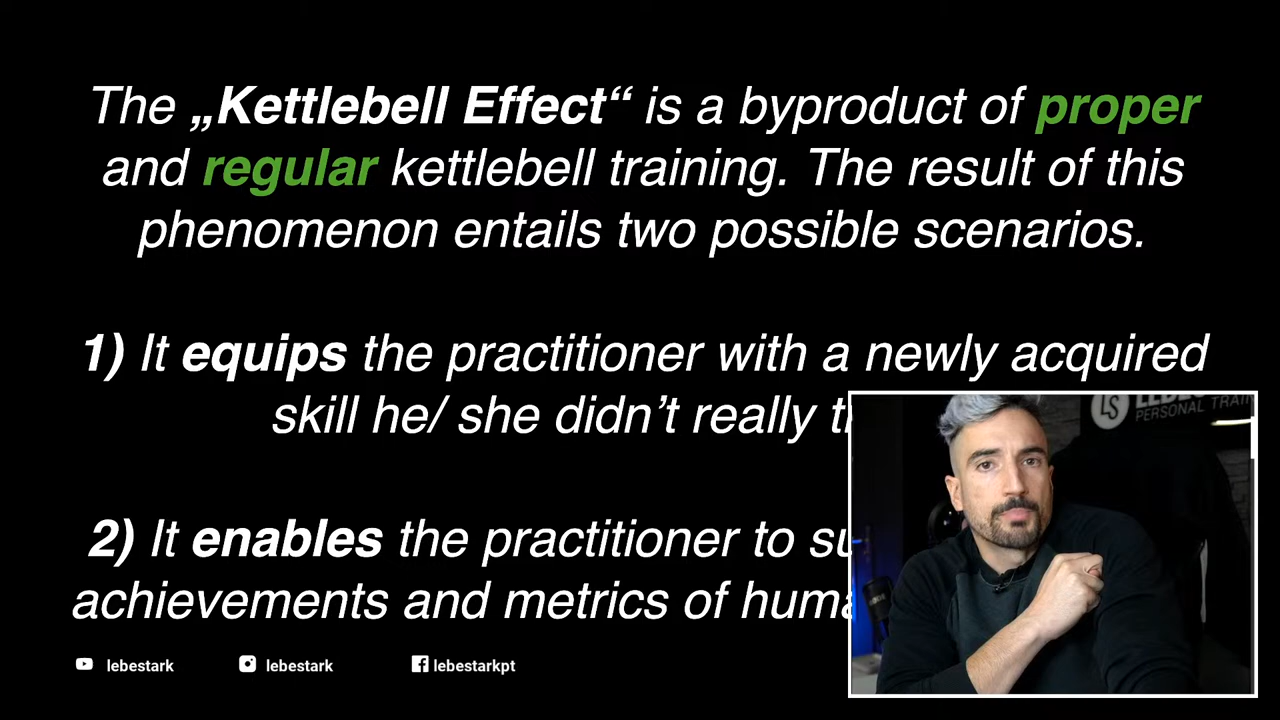 The „Kettlebell Effect“ is a byproduct of proper
and regular kettlebell training. The result of this
phenomenon entails two possible scenarios.
1) It equips the practitioner with a newly acquired
skill he/ she didn’t really
2) It enables the practitioner to
achievements and metrics of
LS
PERSONAL
lebestark
lebestark
lebestarkpt